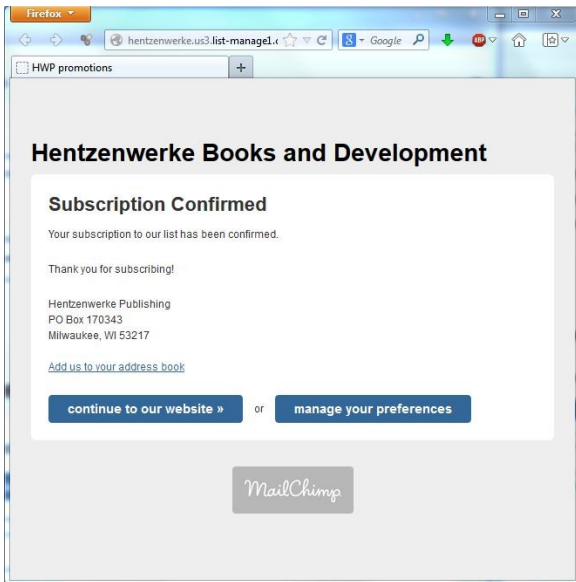 Firefox
hentzenwerke.us3.list-manage1.c
Google
ABP
HWP promotions
+
Hentzenwerke Books and Development
Subscription Confirmed
Your subscription to our list has been confirmed.
Thank you for subscribing!
Hentzenwerke Publishing
PO Box 170343
Milwaukee, WI 53217
Add us to your address book
continue to our website »
or
manage your preferences
MailChimp